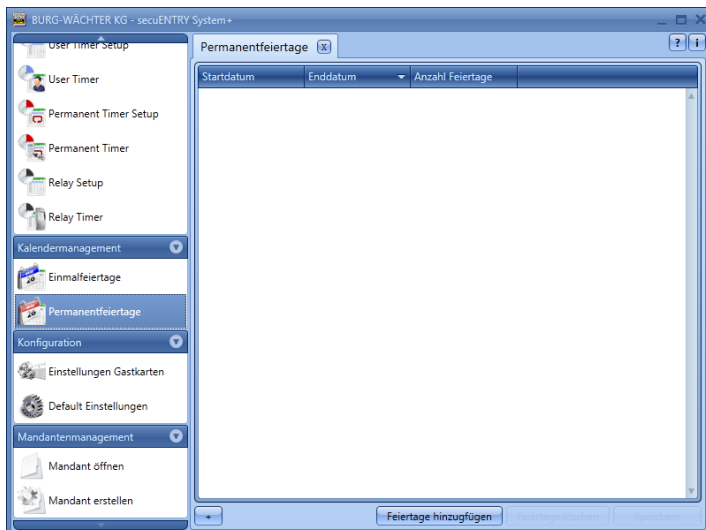 BURG-WÄCHTER KG - secuENTRY System+
User Timer Setup
User Timer
Permanent Timer Setup
Permanent Timer
Relay Setup
Relay Timer
Kalendermanagement
Einmalfeiertage
Permanentfeiertage
Konfiguration
Einstellungen Gastkarten
Default Einstellungen
Mandantenmanagement
Mandant öffnen
Mandant erstellen
Permanentfeiertage X
? i
Startdatum Enddatum Anzahl Feiertage
+ Feiertage hinzugfügen Feiertage löschen Speichern